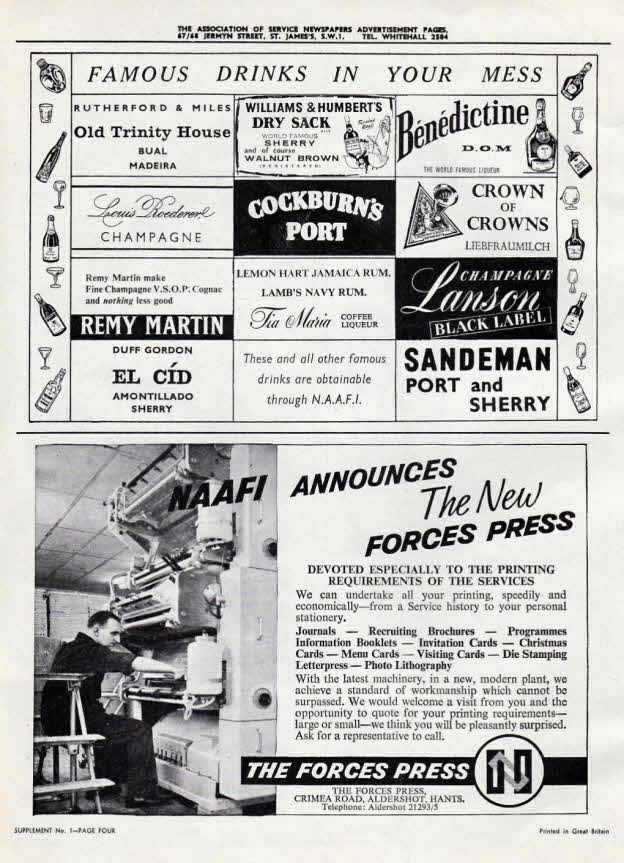 THE ASSOCIATION OF SERVICE NEWSPAPERS ADVERTISEMENT PAGES,
67/68 JERMYN STREET, ST. JAMES'S, S.W.1. TEL. WHITEHALL 2504
FAMOUS DRINKS IN YOUR MESS
RUTHERFORD & MILES
Old Trinity House
BUAL
MADEIRA
WILLIAMS & HUMBERT'S
DRY SACK
WORLD FAMOUS
SHERRY
and of course
WALNUT BROWN
(REGISTERED)
Bénédictine
D.O.M
THE WORLD FAMOUS LIQUEUR
Louis Roederer
CHAMPAGNE
COCKBURN'S
PORT
CROWN
OF
CROWNS
LIEBFRAUMILCH
Remy Martin make
Fine Champagne V.S.O.P. Cognac
and nothing less good
REMY MARTIN
LEMON HART JAMAICA RUM.
LAMB'S NAVY RUM.
Tia Maria COFFEE
LIQUEUR
CHAMPAGNE
Lanson
BLACK LABEL
DUFF GORDON
EL CÍD
AMONTILLADO
SHERRY
These and all other famous
drinks are obtainable
through N.A.A.F.I.
SANDEMAN
PORT and
SHERRY
NAAFI ANNOUNCES
The New
FORCES PRESS
DEVOTED ESPECIALLY TO THE PRINTING
REQUIREMENTS OF THE SERVICES
We can undertake all your printing, speedily and
economically—from a Service history to your personal
stationery.
Journals — Recruiting Brochures — Programmes
Information Booklets — Invitation Cards — Christmas
Cards — Menu Cards — Visiting Cards — Die Stamping
Letterpress — Photo Lithography
With the latest machinery, in a new, modern plant, we
achieve a standard of workmanship which cannot be
surpassed. We would welcome a visit from you and the
opportunity to quote for your printing requirements—
large or small—we think you will be pleasantly surprised.
Ask for a representative to call.
THE FORCES PRESS
N
THE FORCES PRESS,
CRIMEA ROAD, ALDERSHOT, HANTS.
Telephone: Aldershot 21293/5
SUPPLEMENT No. 1—PAGE FOUR
Printed in Great Britain